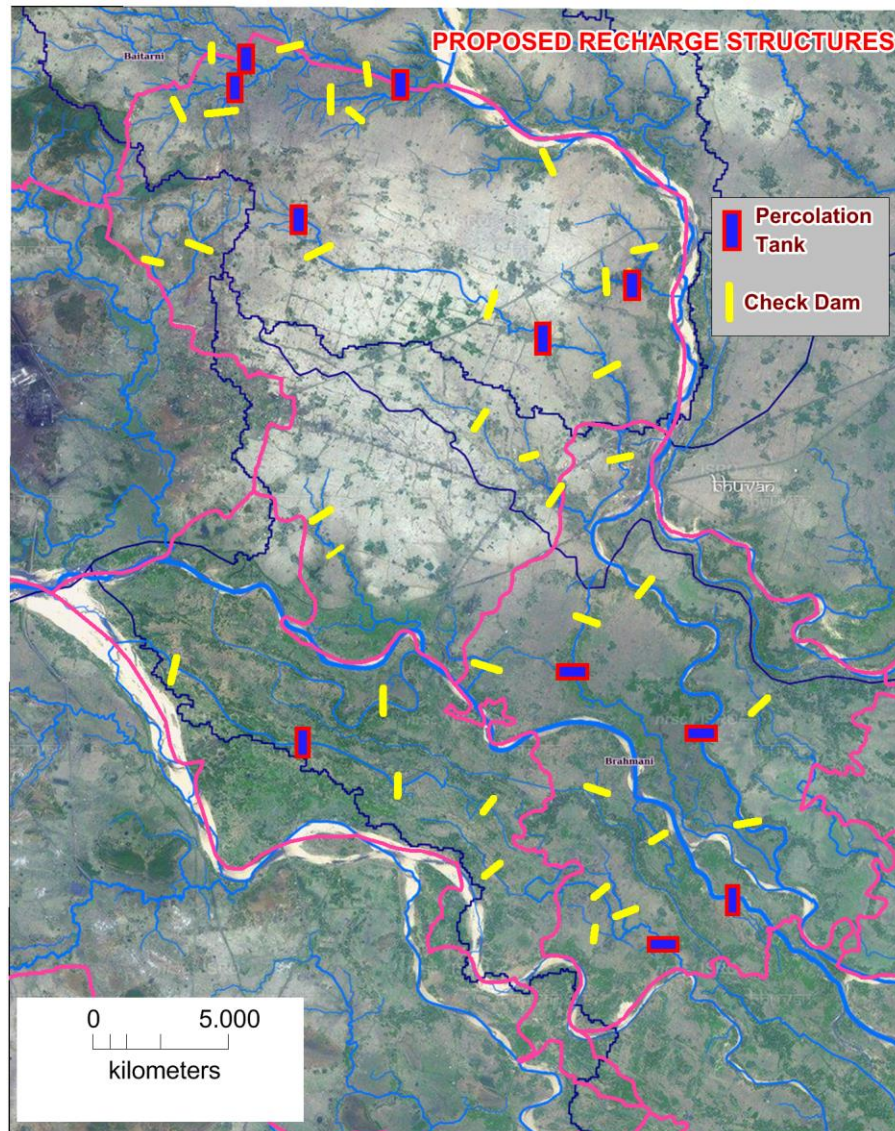 PROPOSED RECHARGE STRUCTURES
Baitarni
Percolation
Tank
Check Dam
bhuvan
Brahmani
0 5.000
kilometers